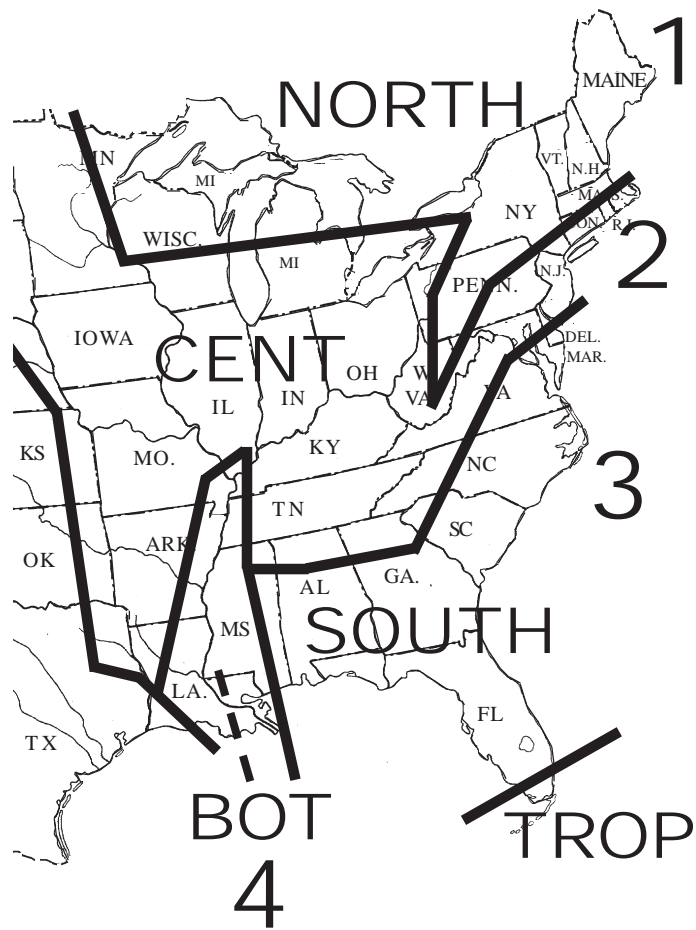 1
MAINE
NORTH
MN
VT.
N.H.
MI
MAS.
NY
CON.
R.I.
WISC.
2
MI
N.J.
PENN.
IOWA
CENT
DEL.
MAR.
OH
W
VA
VA
IL
IN
KY
KS
MO.
NC
3
TN
ARK
SC
OK
AL
GA.
MS
SOUTH
LA.
FL
TX
BOT
TROP
4